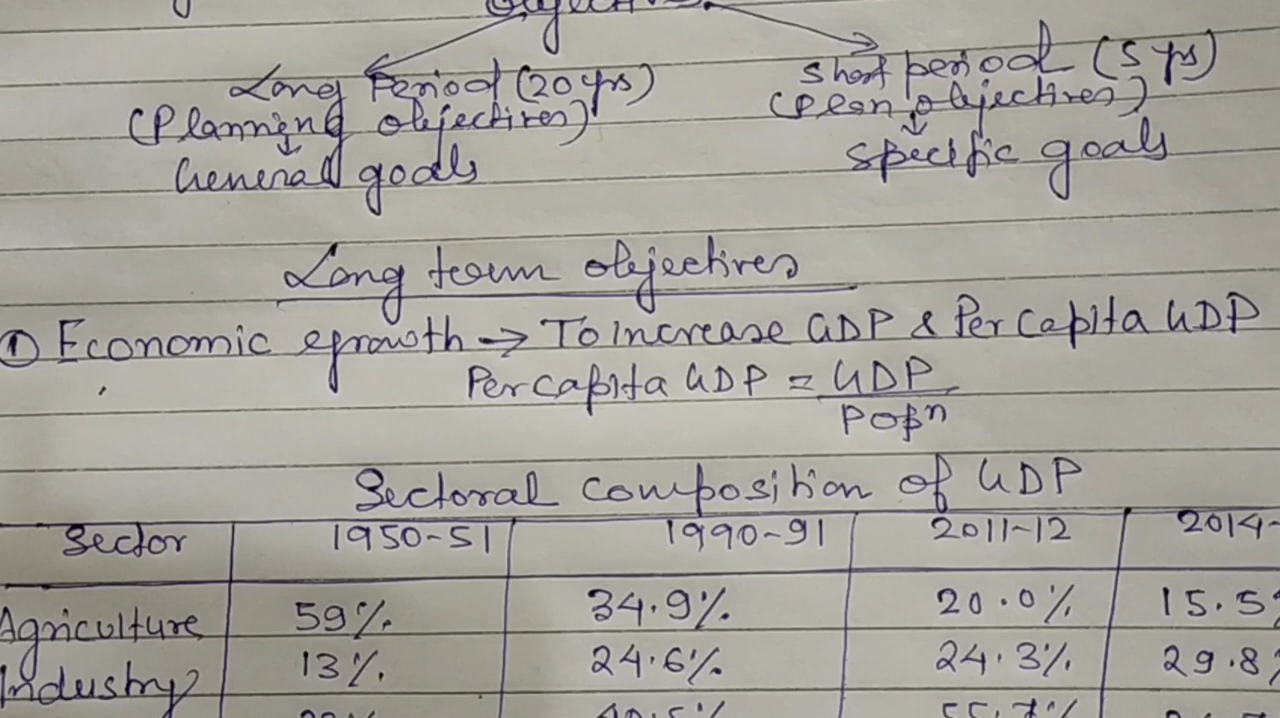 Objectives
Long Period (20 yrs)
Short period (5 yrs)
(Planning objectives)
(Plan objectives)
↓
↓
General goals
Specific goals
Long term objectives
① Economic growth → To Increase GDP & Per Capita GDP
Per Capita GDP = GDP
Popⁿ
Sectoral composition of GDP
Sector 1950-51 1990-91 2011-12 2014-
Agriculture 59% 34.9% 20.0% 15.5%
Industry 13% 24.6% 24.3% 29.8%